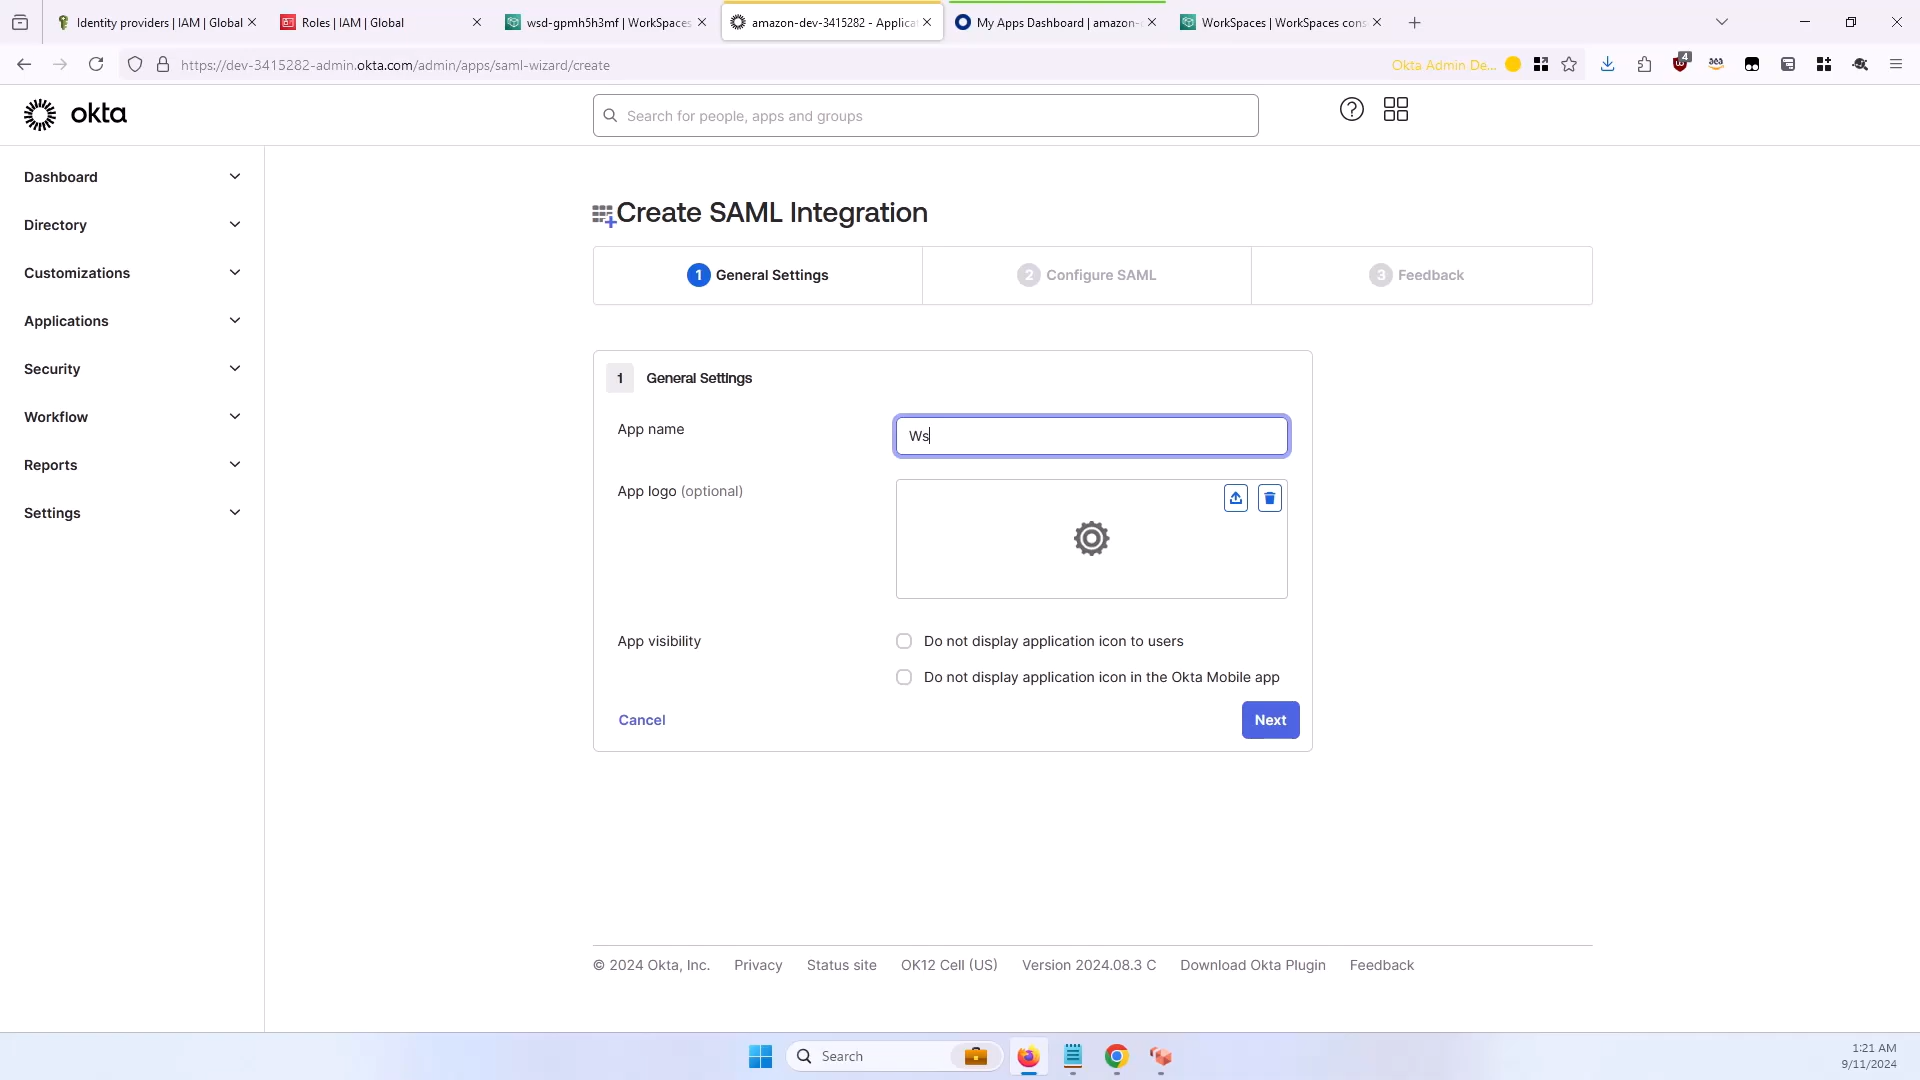 Identity providers | IAM | Global
Roles | IAM | Global
wsd-gpmh5h3mf | WorkSpaces
amazon-dev-3415282 - Applica
My Apps Dashboard | amazon-
WorkSpaces | WorkSpaces cons
https://dev-3415282-admin.okta.com/admin/apps/saml-wizard/create
Okta Admin De...
4
aea
okta
Search for people, apps and groups
Dashboard
Directory
Customizations
Applications
Security
Workflow
Reports
Settings
Create SAML Integration
1 General Settings
2 Configure SAML
3 Feedback
1 General Settings
App name
Ws
App logo (optional)
App visibility
Do not display application icon to users
Do not display application icon in the Okta Mobile app
Cancel
Next
© 2024 Okta, Inc. Privacy Status site OK12 Cell (US) Version 2024.08.3 C Download Okta Plugin Feedback
Search
1:21 AM
9/11/2024